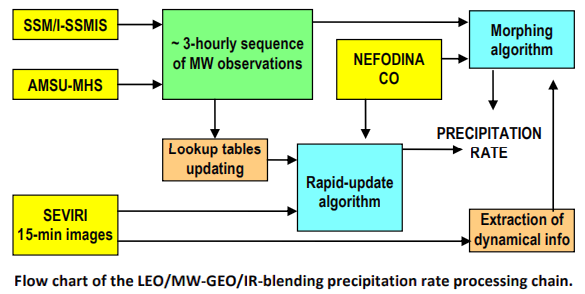 SSM/I-SSMIS
AMSU-MHS
~ 3-hourly sequence
of MW observations
NEFODINA
CO
Morphing
algorithm
Lookup tables
updating
Rapid-update
algorithm
PRECIPITATION
RATE
SEVIRI
15-min images
Extraction of
dynamical info
Flow chart of the LEO/MW-GEO/IR-blending precipitation rate processing chain.